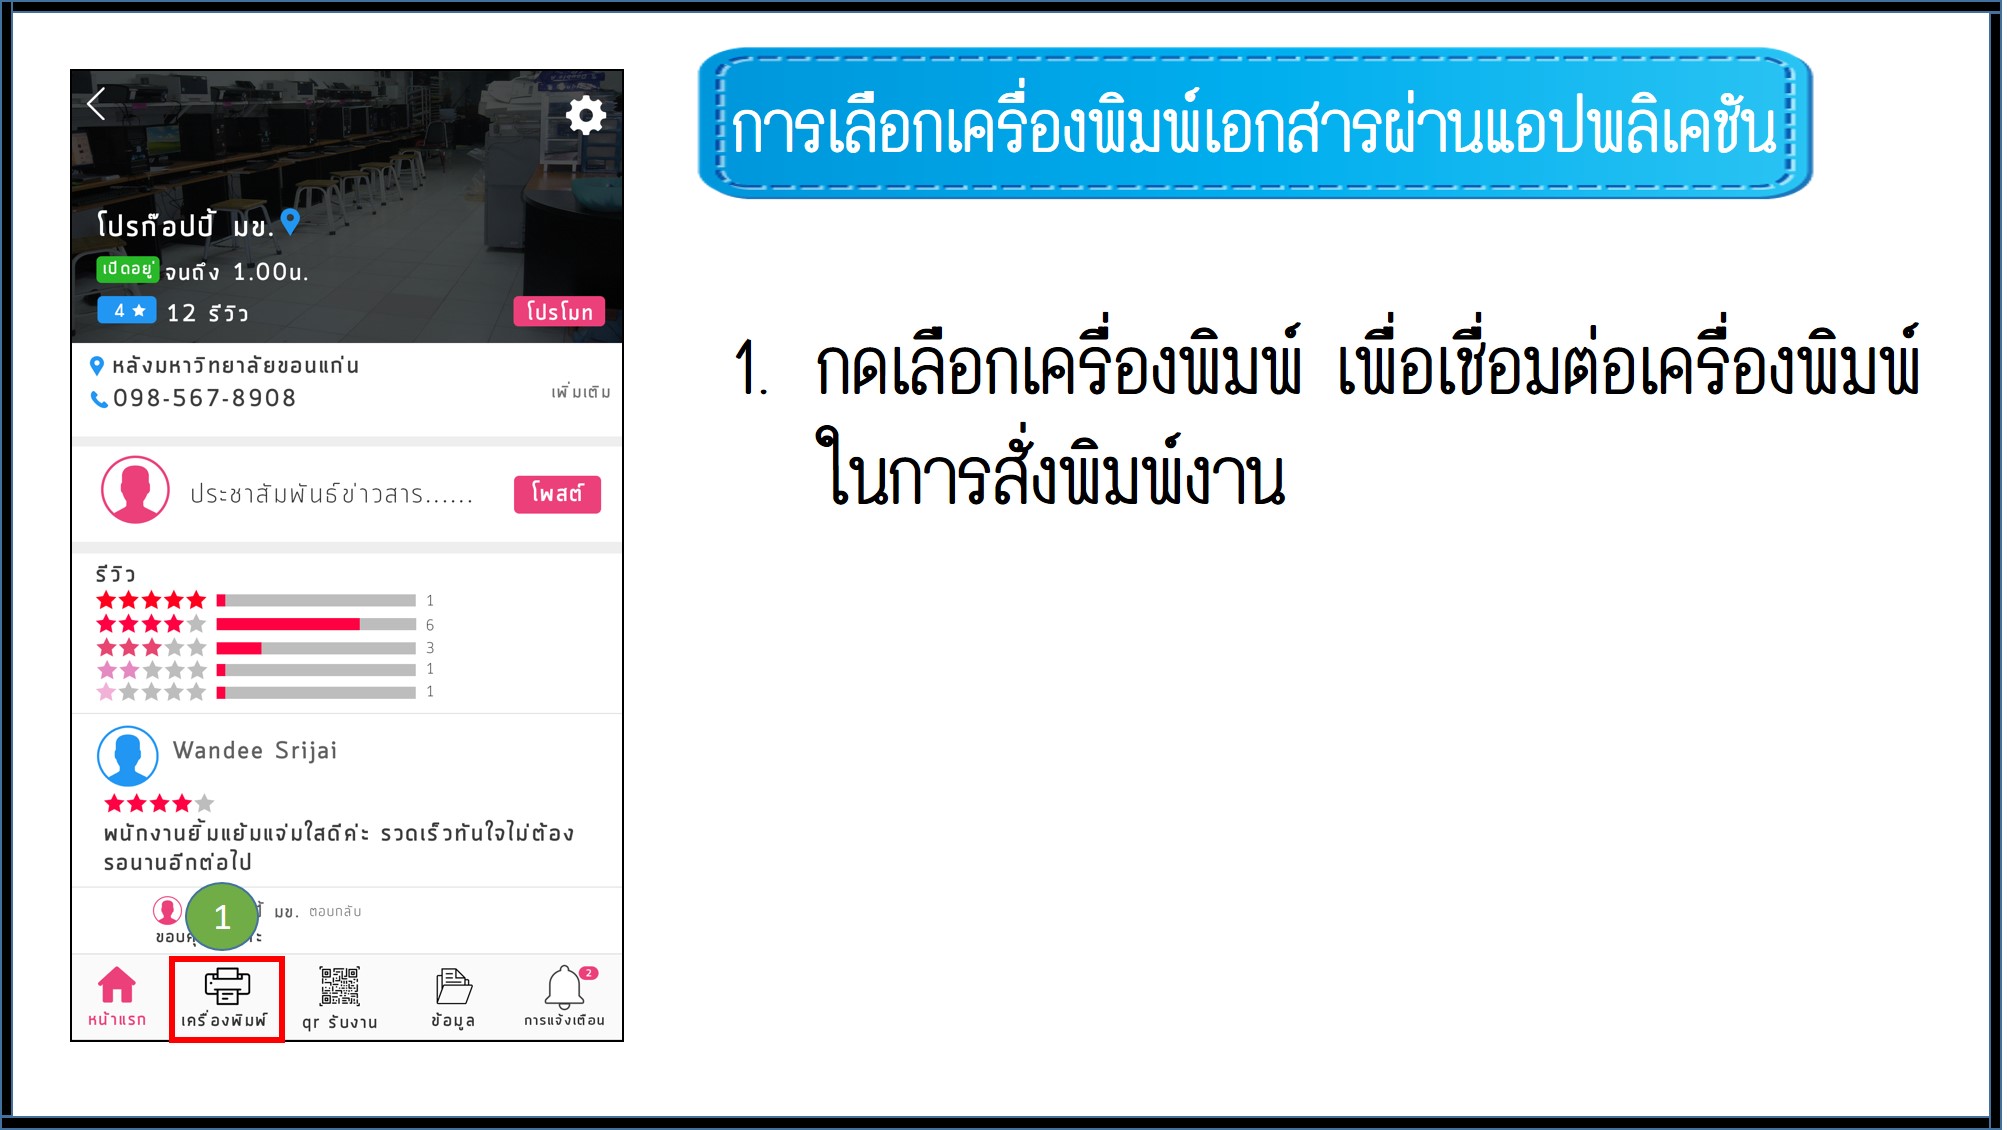 การเลือกเครื่องพิมพ์เอกสารผ่านแอปพลิเคชัน
1. กดเลือกเครื่องพิมพ์ เพื่อเชื่อมต่อเครื่องพิมพ์
ในการสั่งพิมพ์งาน
โปรก๊อปปี้ มข.
เปิดอยู่ จนถึง 1.00น.
4 12 รีวิว
โปรโมท
หลังมหาวิทยาลัยขอนแก่น
098-567-8908
เพิ่มเติม
ประชาสัมพันธ์ข่าวสาร......
โพสต์
รีวิว
1
6
3
1
1
Wandee Srijai
พนักงานยิ้มแย้มแจ่มใสดีค่ะ รวดเร็วทันใจไม่ต้อง
รอนานอีกต่อไป
1
มข. ตอบกลับ
2
หน้าแรก
เครื่องพิมพ์
qr รับงาน
ข้อมูล
การแจ้งเตือน